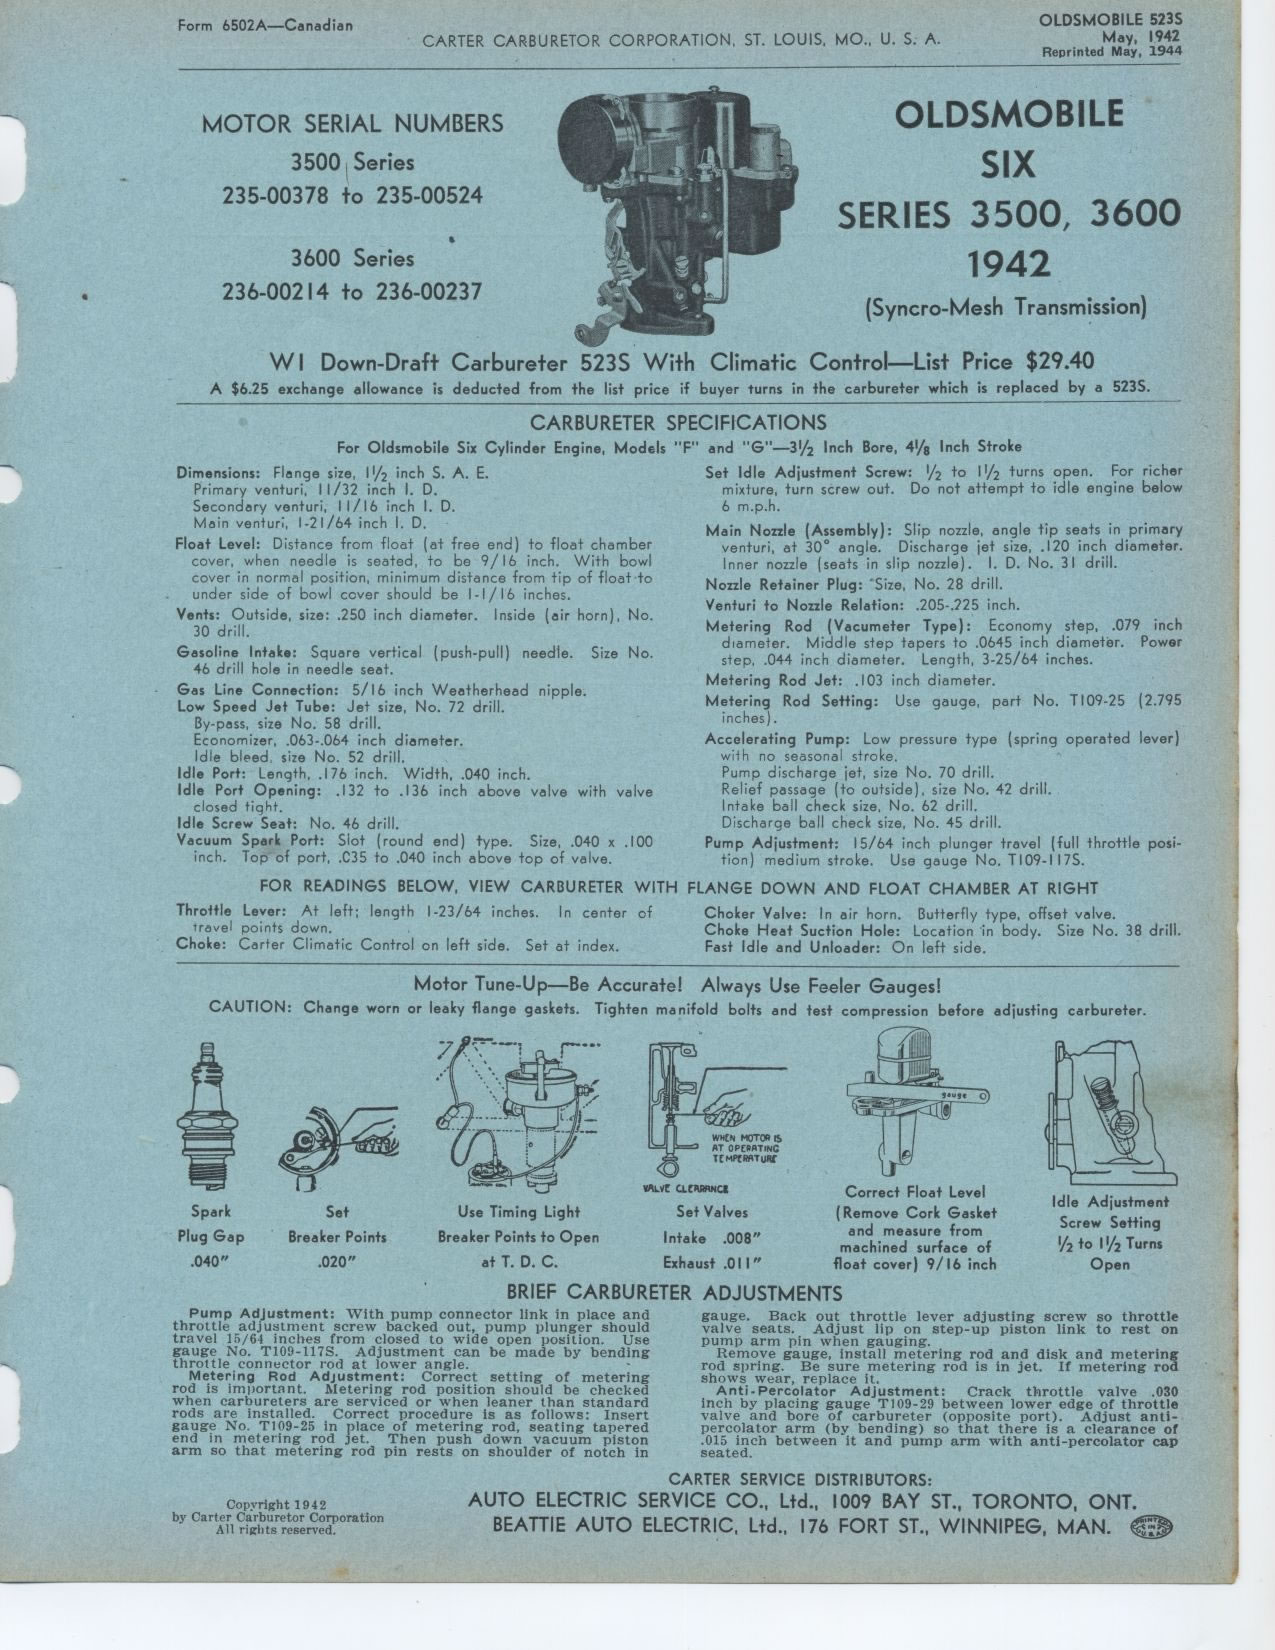 Form 6502A—Canadian
CARTER CARBURETOR CORPORATION, ST. LOUIS, MO., U. S. A.
OLDSMOBILE 523S
May, 1942
Reprinted May, 1944
MOTOR SERIAL NUMBERS
3500 Series
235-00378 to 235-00524
3600 Series
236-00214 to 236-00237
OLDSMOBILE
SIX
SERIES 3500, 3600
1942
(Syncro-Mesh Transmission)
W1 Down-Draft Carbureter 523S With Climatic Control—List Price $29.40
A $6.25 exchange allowance is deducted from the list price if buyer turns in the carbureter which is replaced by a 523S.
CARBURETER SPECIFICATIONS
For Oldsmobile Six Cylinder Engine, Models "F" and "G"—3½ Inch Bore, 4⅛ Inch Stroke
Dimensions: Flange size, 1½ inch S. A. E.
Primary venturi, 11/32 inch I. D.
Secondary venturi, 11/16 inch I. D.
Main venturi, 1-21/64 inch I. D.
Float Level: Distance from float (at free end) to float chamber
cover, when needle is seated, to be 9/16 inch. With bowl
cover in normal position, minimum distance from tip of float to
under side of bowl cover should be 1-1/16 inches.
Vents: Outside, size: .250 inch diameter. Inside (air horn), No.
30 drill.
Gasoline Intake: Square vertical (push-pull) needle. Size No.
46 drill hole in needle seat.
Gas Line Connection: 5/16 inch Weatherhead nipple.
Low Speed Jet Tube: Jet size, No. 72 drill.
By-pass, size No. 58 drill.
Economizer, .063-.064 inch diameter.
Idle bleed, size No. 52 drill.
Idle Port: Length, .176 inch. Width, .040 inch.
Idle Port Opening: .132 to .136 inch above valve with valve
closed tight.
Idle Screw Seat: No. 46 drill.
Vacuum Spark Port: Slot (round end) type. Size, .040 x .100
inch. Top of port, .035 to .040 inch above top of valve.
Set Idle Adjustment Screw: ½ to 1½ turns open. For richer
mixture, turn screw out. Do not attempt to idle engine below
6 m.p.h.
Main Nozzle (Assembly): Slip nozzle, angle tip seats in primary
venturi, at 30° angle. Discharge jet size, .120 inch diameter.
Inner nozzle (seats in slip nozzle). I. D. No. 31 drill.
Nozzle Retainer Plug: Size, No. 28 drill.
Venturi to Nozzle Relation: .205-.225 inch.
Metering Rod (Vacumeter Type): Economy step, .079 inch
diameter. Middle step tapers to .0645 inch diameter. Power
step, .044 inch diameter. Length, 3-25/64 inches.
Metering Rod Jet: .103 inch diameter.
Metering Rod Setting: Use gauge, part No. T109-25 (2.795
inches).
Accelerating Pump: Low pressure type (spring operated lever)
with no seasonal stroke.
Pump discharge jet, size No. 70 drill.
Relief passage (to outside), size No. 42 drill.
Intake ball check size, No. 62 drill.
Discharge ball check size, No. 45 drill.
Pump Adjustment: 15/64 inch plunger travel (full throttle posi-
tion) medium stroke. Use gauge No. T109-117S.
FOR READINGS BELOW, VIEW CARBURETER WITH FLANGE DOWN AND FLOAT CHAMBER AT RIGHT
Throttle Lever: At left; length 1-23/64 inches. In center of
travel points down.
Choke: Carter Climatic Control on left side. Set at index.
Choker Valve: In air horn. Butterfly type, offset valve.
Choke Heat Suction Hole: Location in body. Size No. 38 drill.
Fast Idle and Unloader: On left side.
Motor Tune-Up—Be Accurate! Always Use Feeler Gauges!
CAUTION: Change worn or leaky flange gaskets. Tighten manifold bolts and test compression before adjusting carbureter.
gauge
WHEN MOTOR IS
AT OPERATING
TEMPERATURE
VALVE CLEARANCE
Spark
Plug Gap
.040"
Set
Breaker Points
.020"
Use Timing Light
Breaker Points to Open
at T. D. C.
Set Valves
Intake .008"
Exhaust .011"
Correct Float Level
(Remove Cork Gasket
and measure from
machined surface of
float cover) 9/16 inch
Idle Adjustment
Screw Setting
½ to 1½ Turns
Open
BRIEF CARBURETER ADJUSTMENTS
Pump Adjustment: With pump connector link in place and
throttle adjustment screw backed out, pump plunger should
travel 15/64 inches from closed to wide open position. Use
gauge No. T109-117S. Adjustment can be made by bending
throttle connector rod at lower angle.
Metering Rod Adjustment: Correct setting of metering
rod is important. Metering rod position should be checked
when carbureters are serviced or when leaner than standard
rods are installed. Correct procedure is as follows: Insert
gauge No. T109-25 in place of metering rod, seating tapered
end in metering rod jet. Then push down vacuum piston
arm so that metering rod pin rests on shoulder of notch in
gauge. Back out throttle lever adjusting screw so throttle
valve seats. Adjust lip on step-up piston link to rest on
pump arm pin when gauging.
Remove gauge, install metering rod and disk and metering
rod spring. Be sure metering rod is in jet. If metering rod
shows wear, replace it.
Anti-Percolator Adjustment: Crack throttle valve .030
inch by placing gauge T109-29 between lower edge of throttle
valve and bore of carbureter (opposite port). Adjust anti-
percolator arm (by bending) so that there is a clearance of
.015 inch between it and pump arm with anti-percolator cap
seated.
CARTER SERVICE DISTRIBUTORS:
AUTO ELECTRIC SERVICE CO., Ltd., 1009 BAY ST., TORONTO, ONT.
BEATTIE AUTO ELECTRIC, Ltd., 176 FORT ST., WINNIPEG, MAN.
PRINTED
IN
U.S.A.
Copyright 1942
by Carter Carburetor Corporation
All rights reserved.